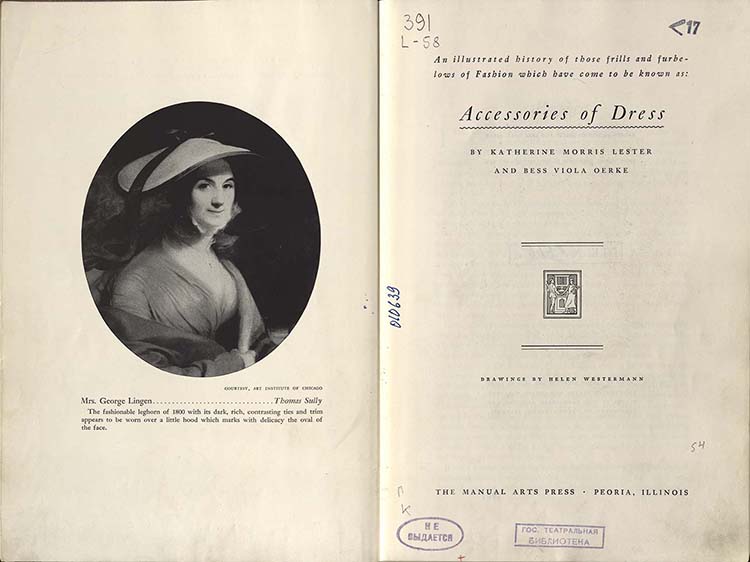 COURTESY, ART INSTITUTE OF CHICAGO
Mrs. George Lingen..............................Thomas Sully
The fashionable leghorn of 1800 with its dark, rich, contrasting ties and trim
appears to be worn over a little hood which marks with delicacy the oval of
the face.
391
L-58
17
An illustrated history of those frills and furbe-
lows of Fashion which have come to be known as:
Accessories of Dress
BY KATHERINE MORRIS LESTER
AND BESS VIOLA OERKE
DRAWINGS BY HELEN WESTERMANN
54.
THE MANUAL ARTS PRESS · PEORIA, ILLINOIS
П
К
НЕ
ВЫДАЕТСЯ
ГОС. ТЕАТРАЛЬНАЯ
БИБЛИОТЕКА